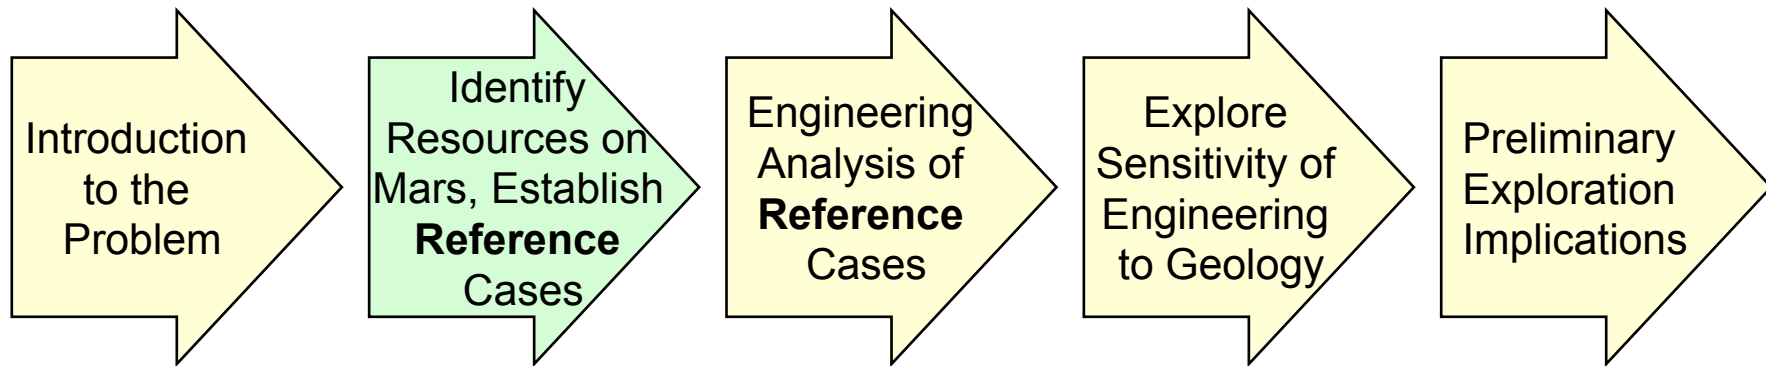 Introduction
to the
Problem
Identify
Resources on
Mars, Establish
Reference
Cases
Engineering
Analysis of
Reference
Cases
Explore
Sensitivity of
Engineering
to Geology
Preliminary
Exploration
Implications